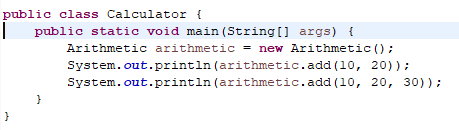 public class Calculator {
    public static void main(String[] args) {
        Arithmetic arithmetic = new Arithmetic();
        System.out.println(arithmetic.add(10, 20));
        System.out.println(arithmetic.add(10, 20, 30));
    }
}